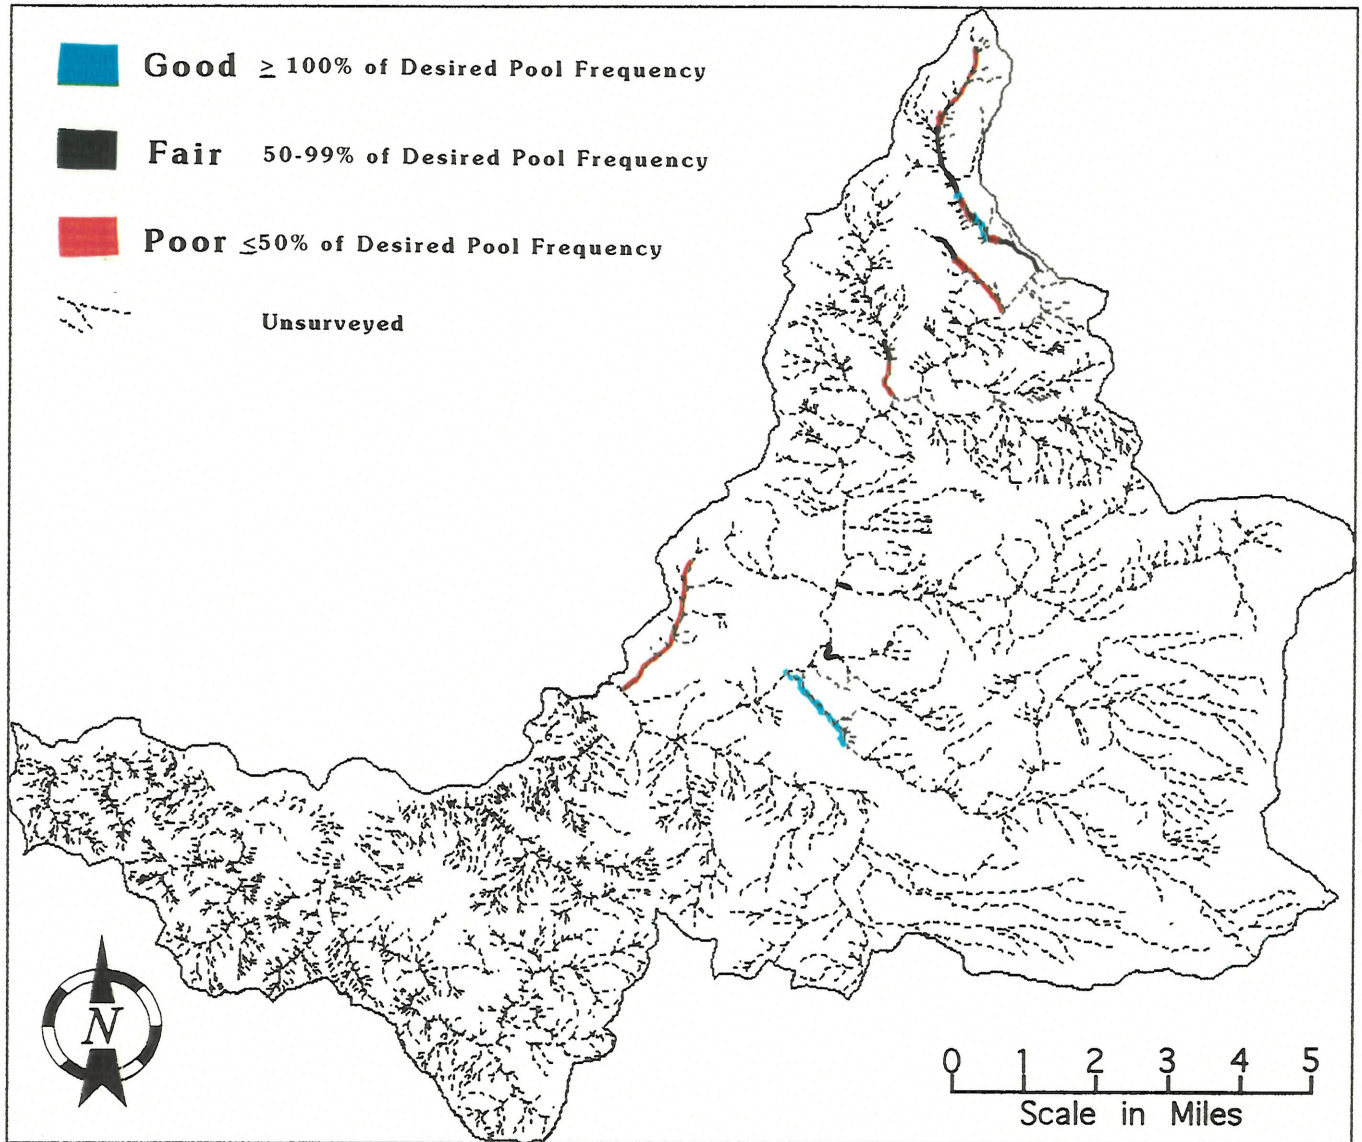 Good ≥ 100% of Desired Pool Frequency
Fair 50-99% of Desired Pool Frequency
Poor ≤50% of Desired Pool Frequency
Unsurveyed
N
0 1 2 3 4 5
Scale in Miles